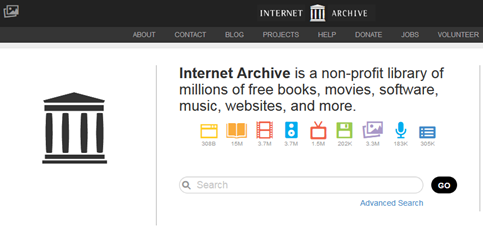 INTERNET ARCHIVE
ABOUT CONTACT BLOG PROJECTS HELP DONATE JOBS VOLUNTEER
Internet Archive is a non-profit library of
millions of free books, movies, software,
music, websites, and more.
308B 15M 3.7M 3.7M 1.5M 202K 3.3M 183K 305K
Search GO
Advanced Search